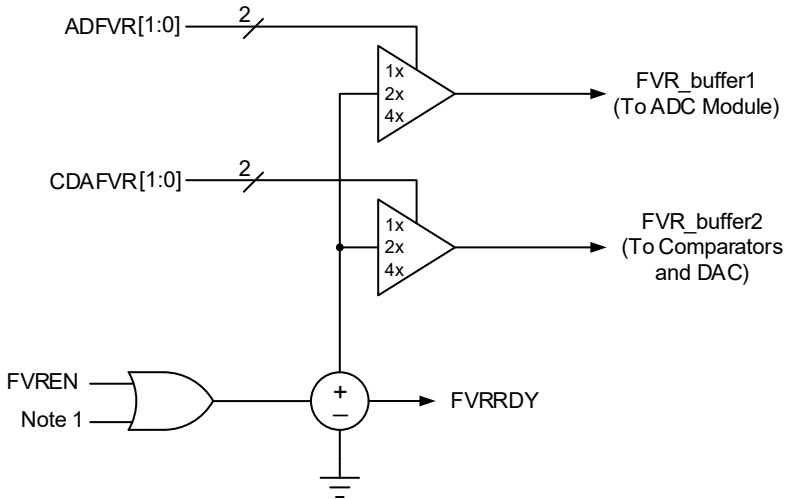 ADFVR[1:0]
2
1x
2x
4x
FVR_buffer1
(To ADC Module)
CDAFVR[1:0]
2
1x
2x
4x
FVR_buffer2
(To Comparators
and DAC)
FVREN
Note 1
+
–
FVRRDY